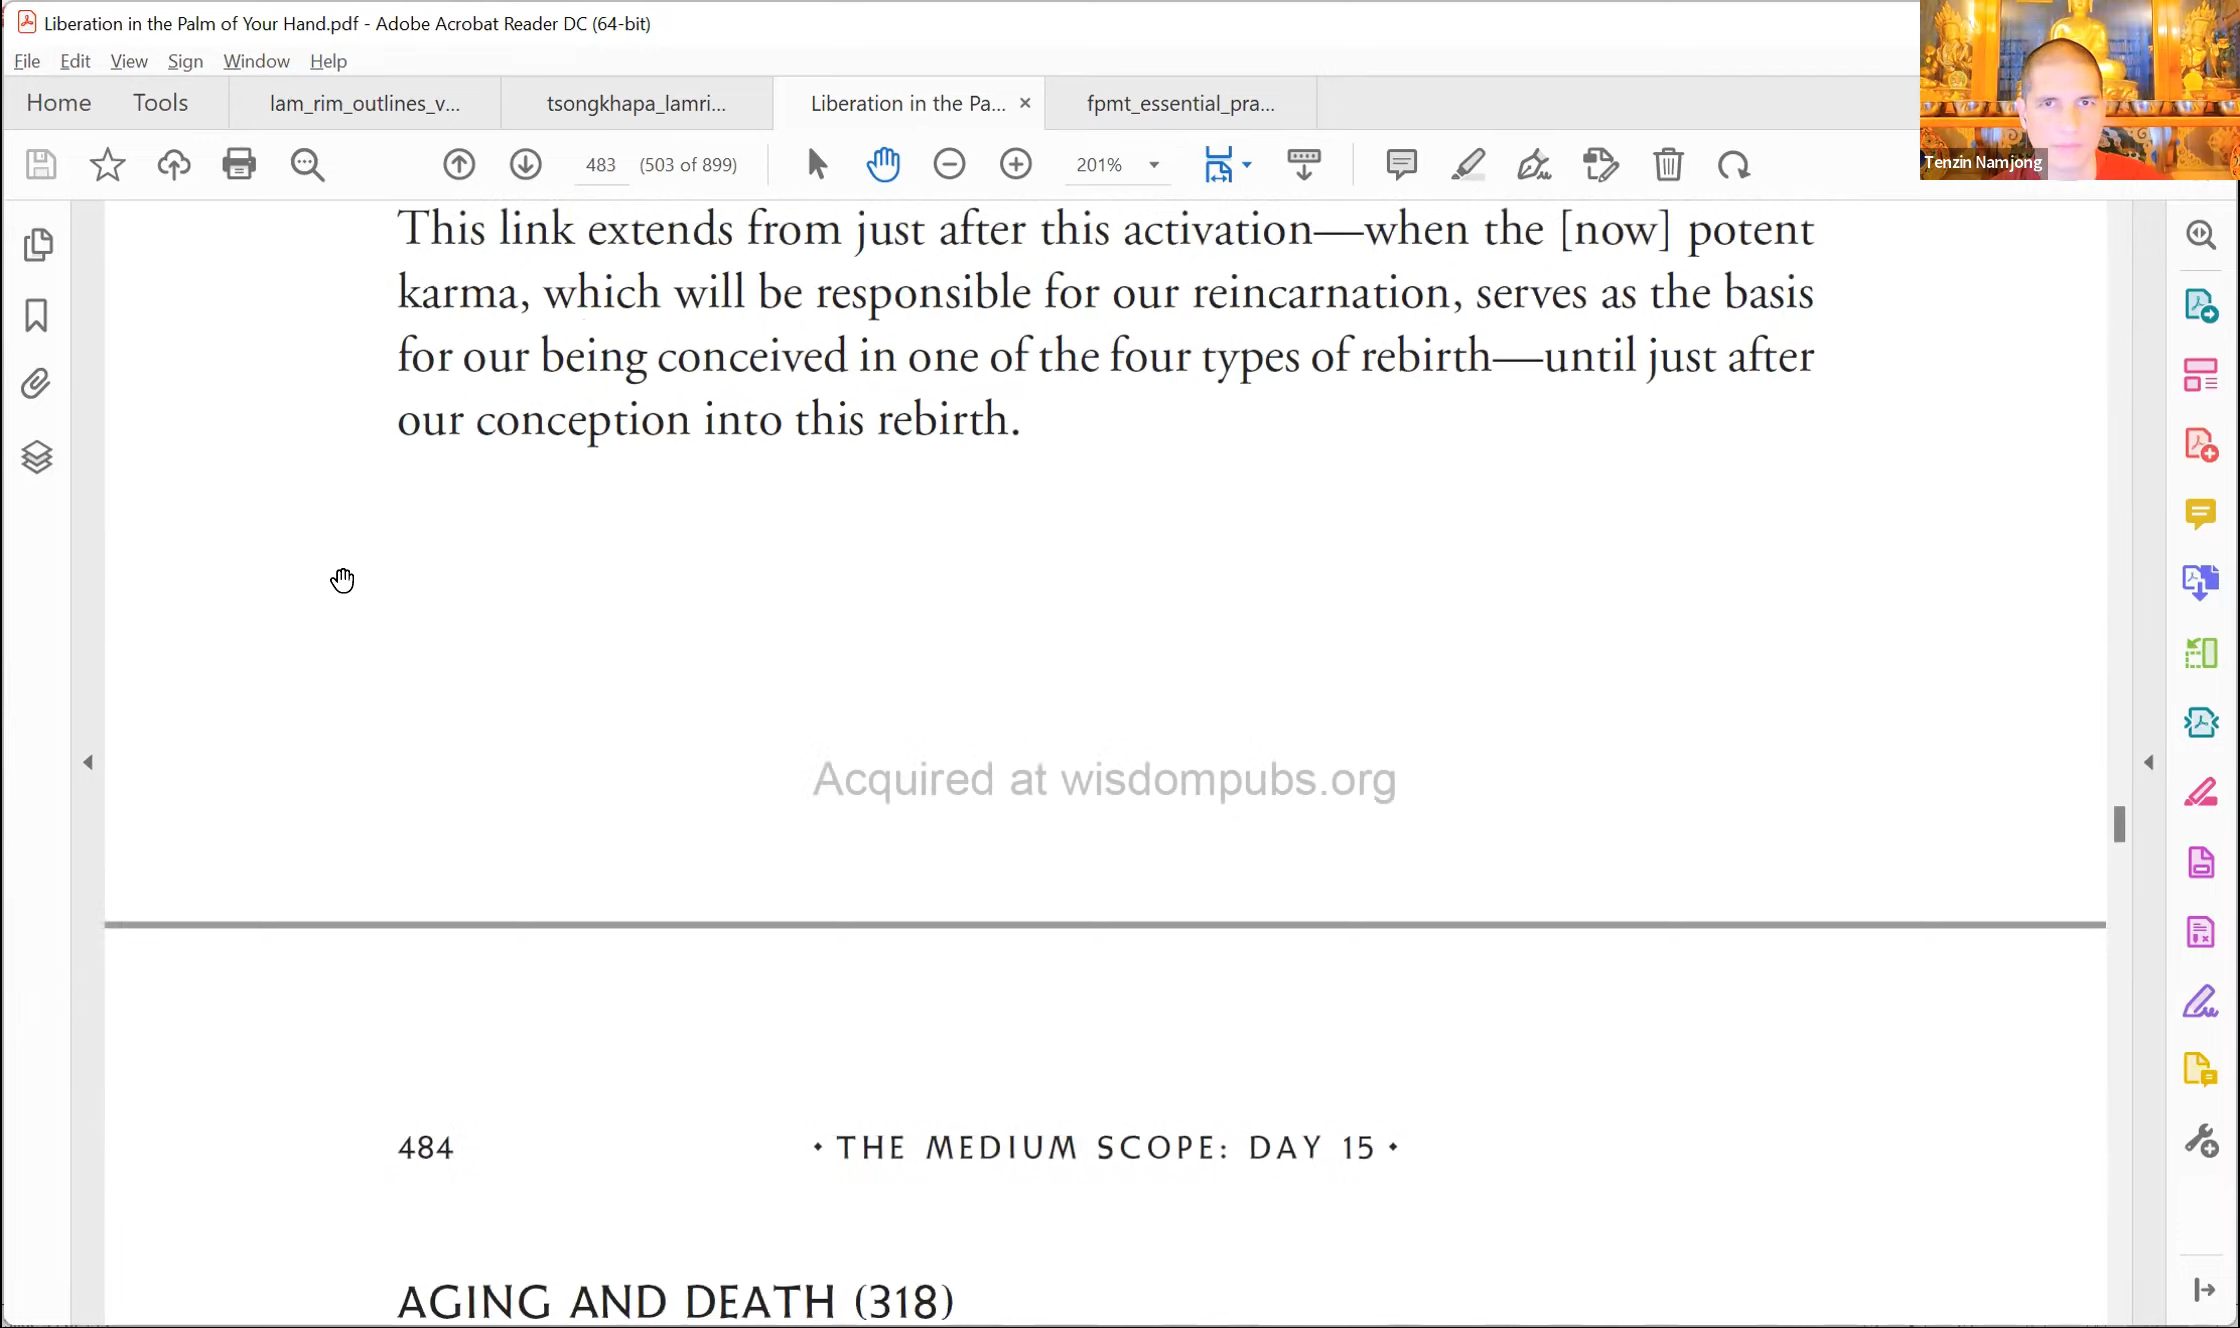 Liberation in the Palm of Your Hand.pdf - Adobe Acrobat Reader DC (64-bit)
File Edit View Sign Window Help
Home Tools lam_rim_outlines_v... tsongkhapa_lamri... Liberation in the Pa... × fpmt_essential_pra...
483 (503 of 899) 201%
Tenzin Namjong
This link extends from just after this activation—when the [now] potent
karma, which will be responsible for our reincarnation, serves as the basis
for our being conceived in one of the four types of rebirth—until just after
our conception into this rebirth.
Acquired at wisdompubs.org
484 • THE MEDIUM SCOPE: DAY 15 •
AGING AND DEATH (318)